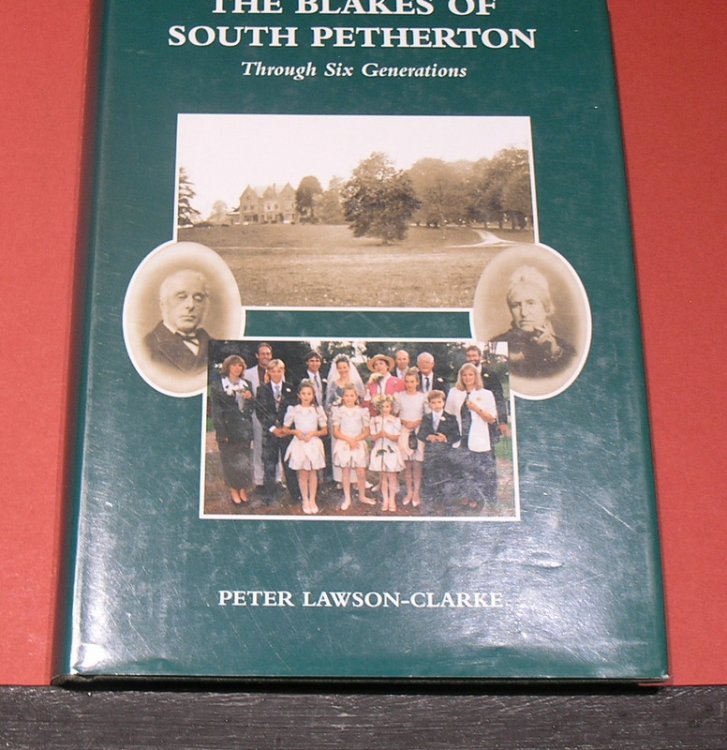 THE BLAKES OF
SOUTH PETHERTON
Through Six Generations
PETER LAWSON-CLARKE